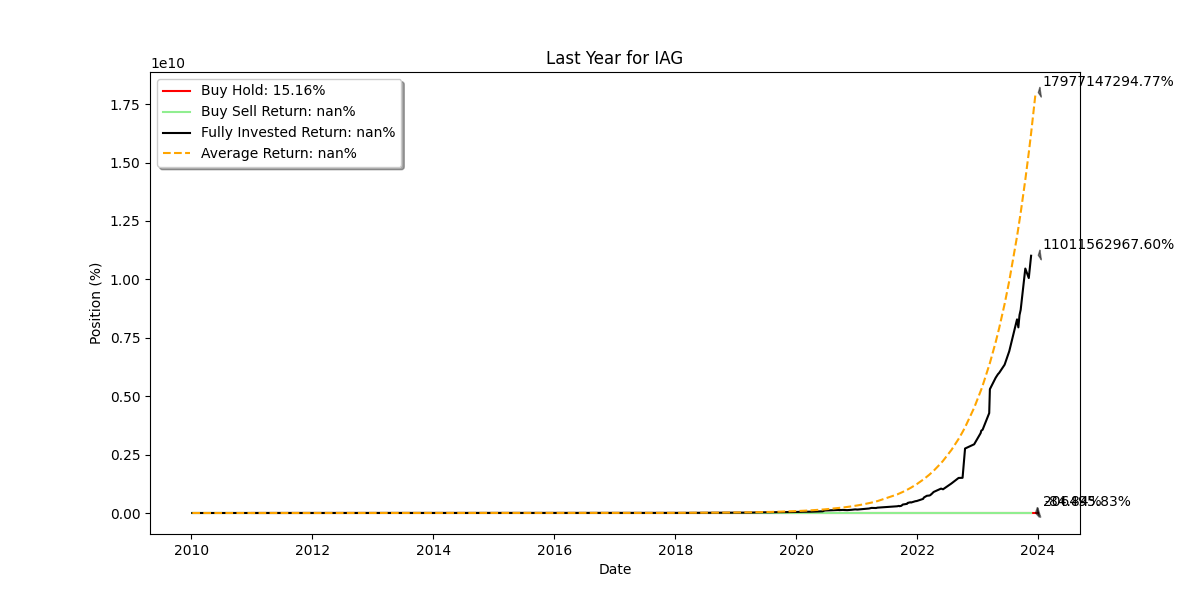 Last Year for IAG
1e10
Buy Hold: 15.16%
Buy Sell Return: nan%
Fully Invested Return: nan%
Average Return: nan%
17977147294.77%
11011562967.60%
1.75
1.50
1.25
1.00
0.75
0.50
0.25
0.00
Position (%)
2010 2012 2014 2016 2018 2020 2022 2024
Date